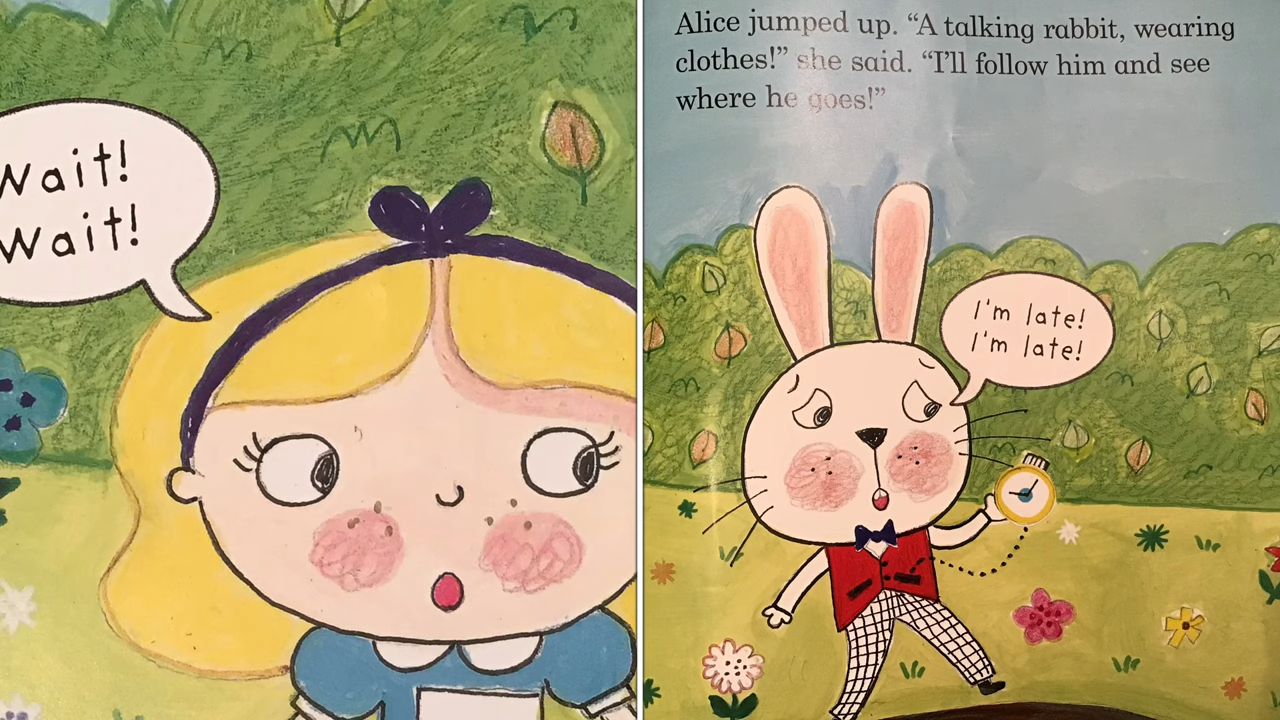 Wait!
Wait!
Alice jumped up. “A talking rabbit, wearing
clothes!” she said. “I’ll follow him and see
where he goes!”
I'm late!
I'm late!